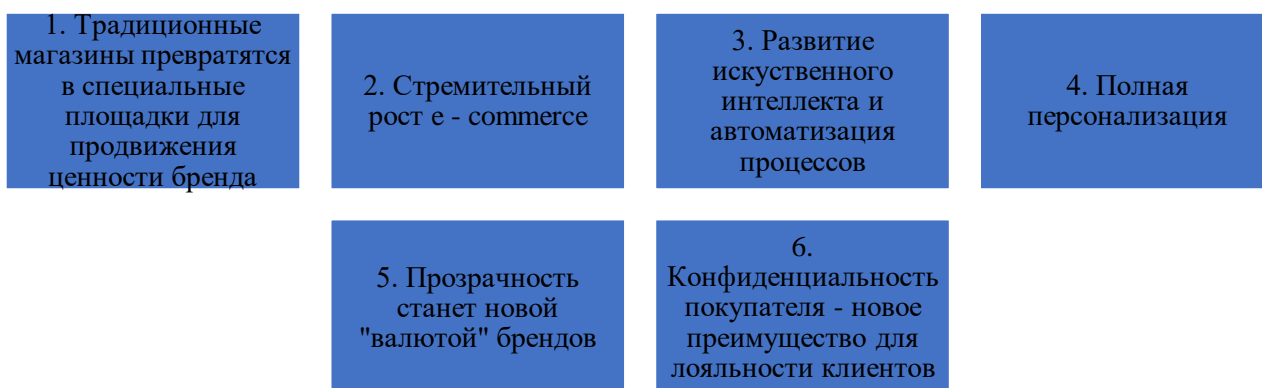 1. Традиционные
магазины превратятся
в специальные
площадки для
продвижения
ценности бренда
2. Стремительный
рост e - commerce
3. Развитие
искуственного
интеллекта и
автоматизация
процессов
4. Полная
персонализация
5. Прозрачность
станет новой
"валютой" брендов
6.
Конфиденциальность
покупателя - новое
преимущество для
лояльности клиентов